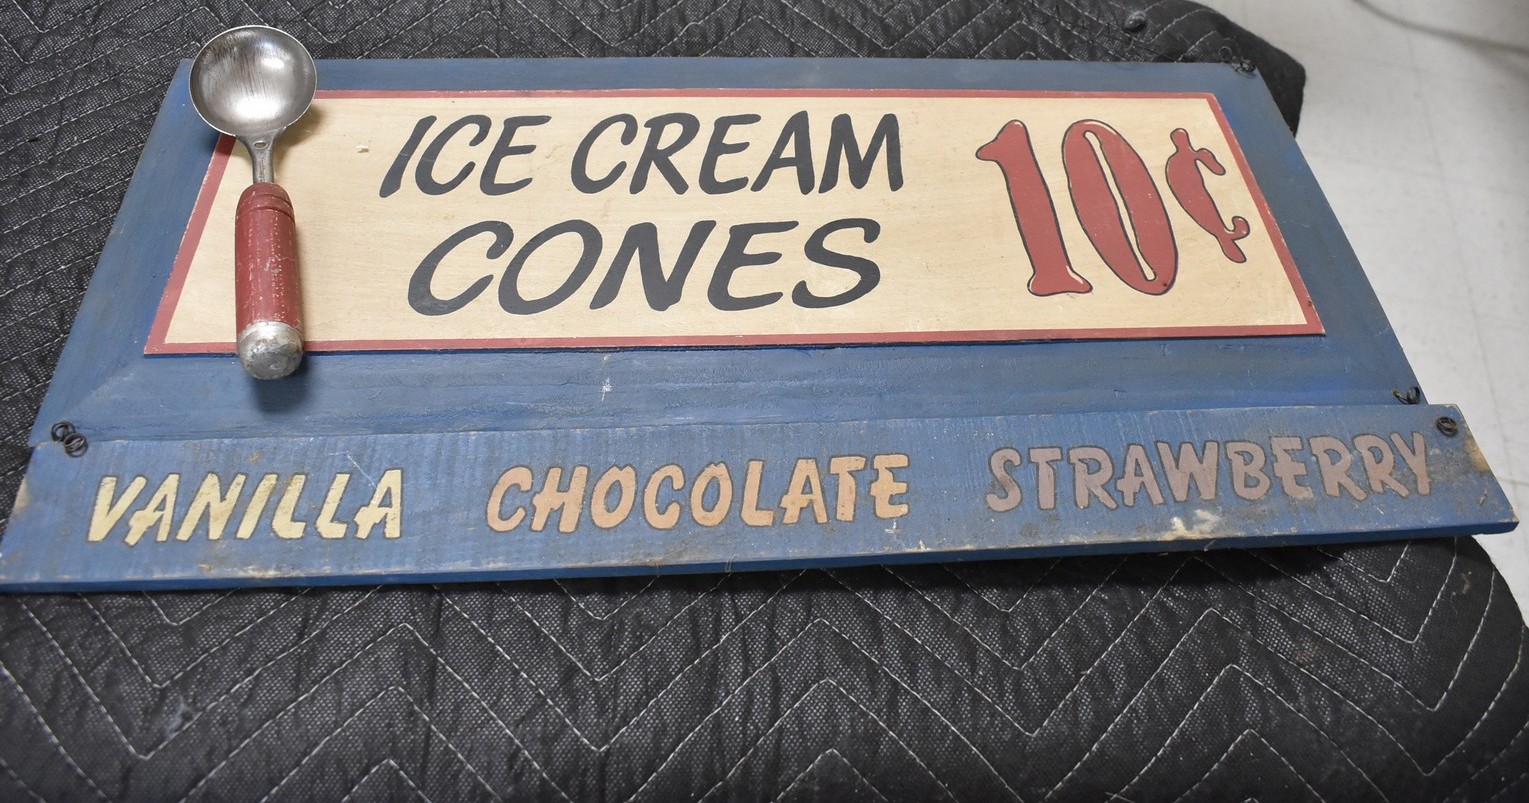 ICE CREAM
CONES
10¢
VANILLA CHOCOLATE STRAWBERRY